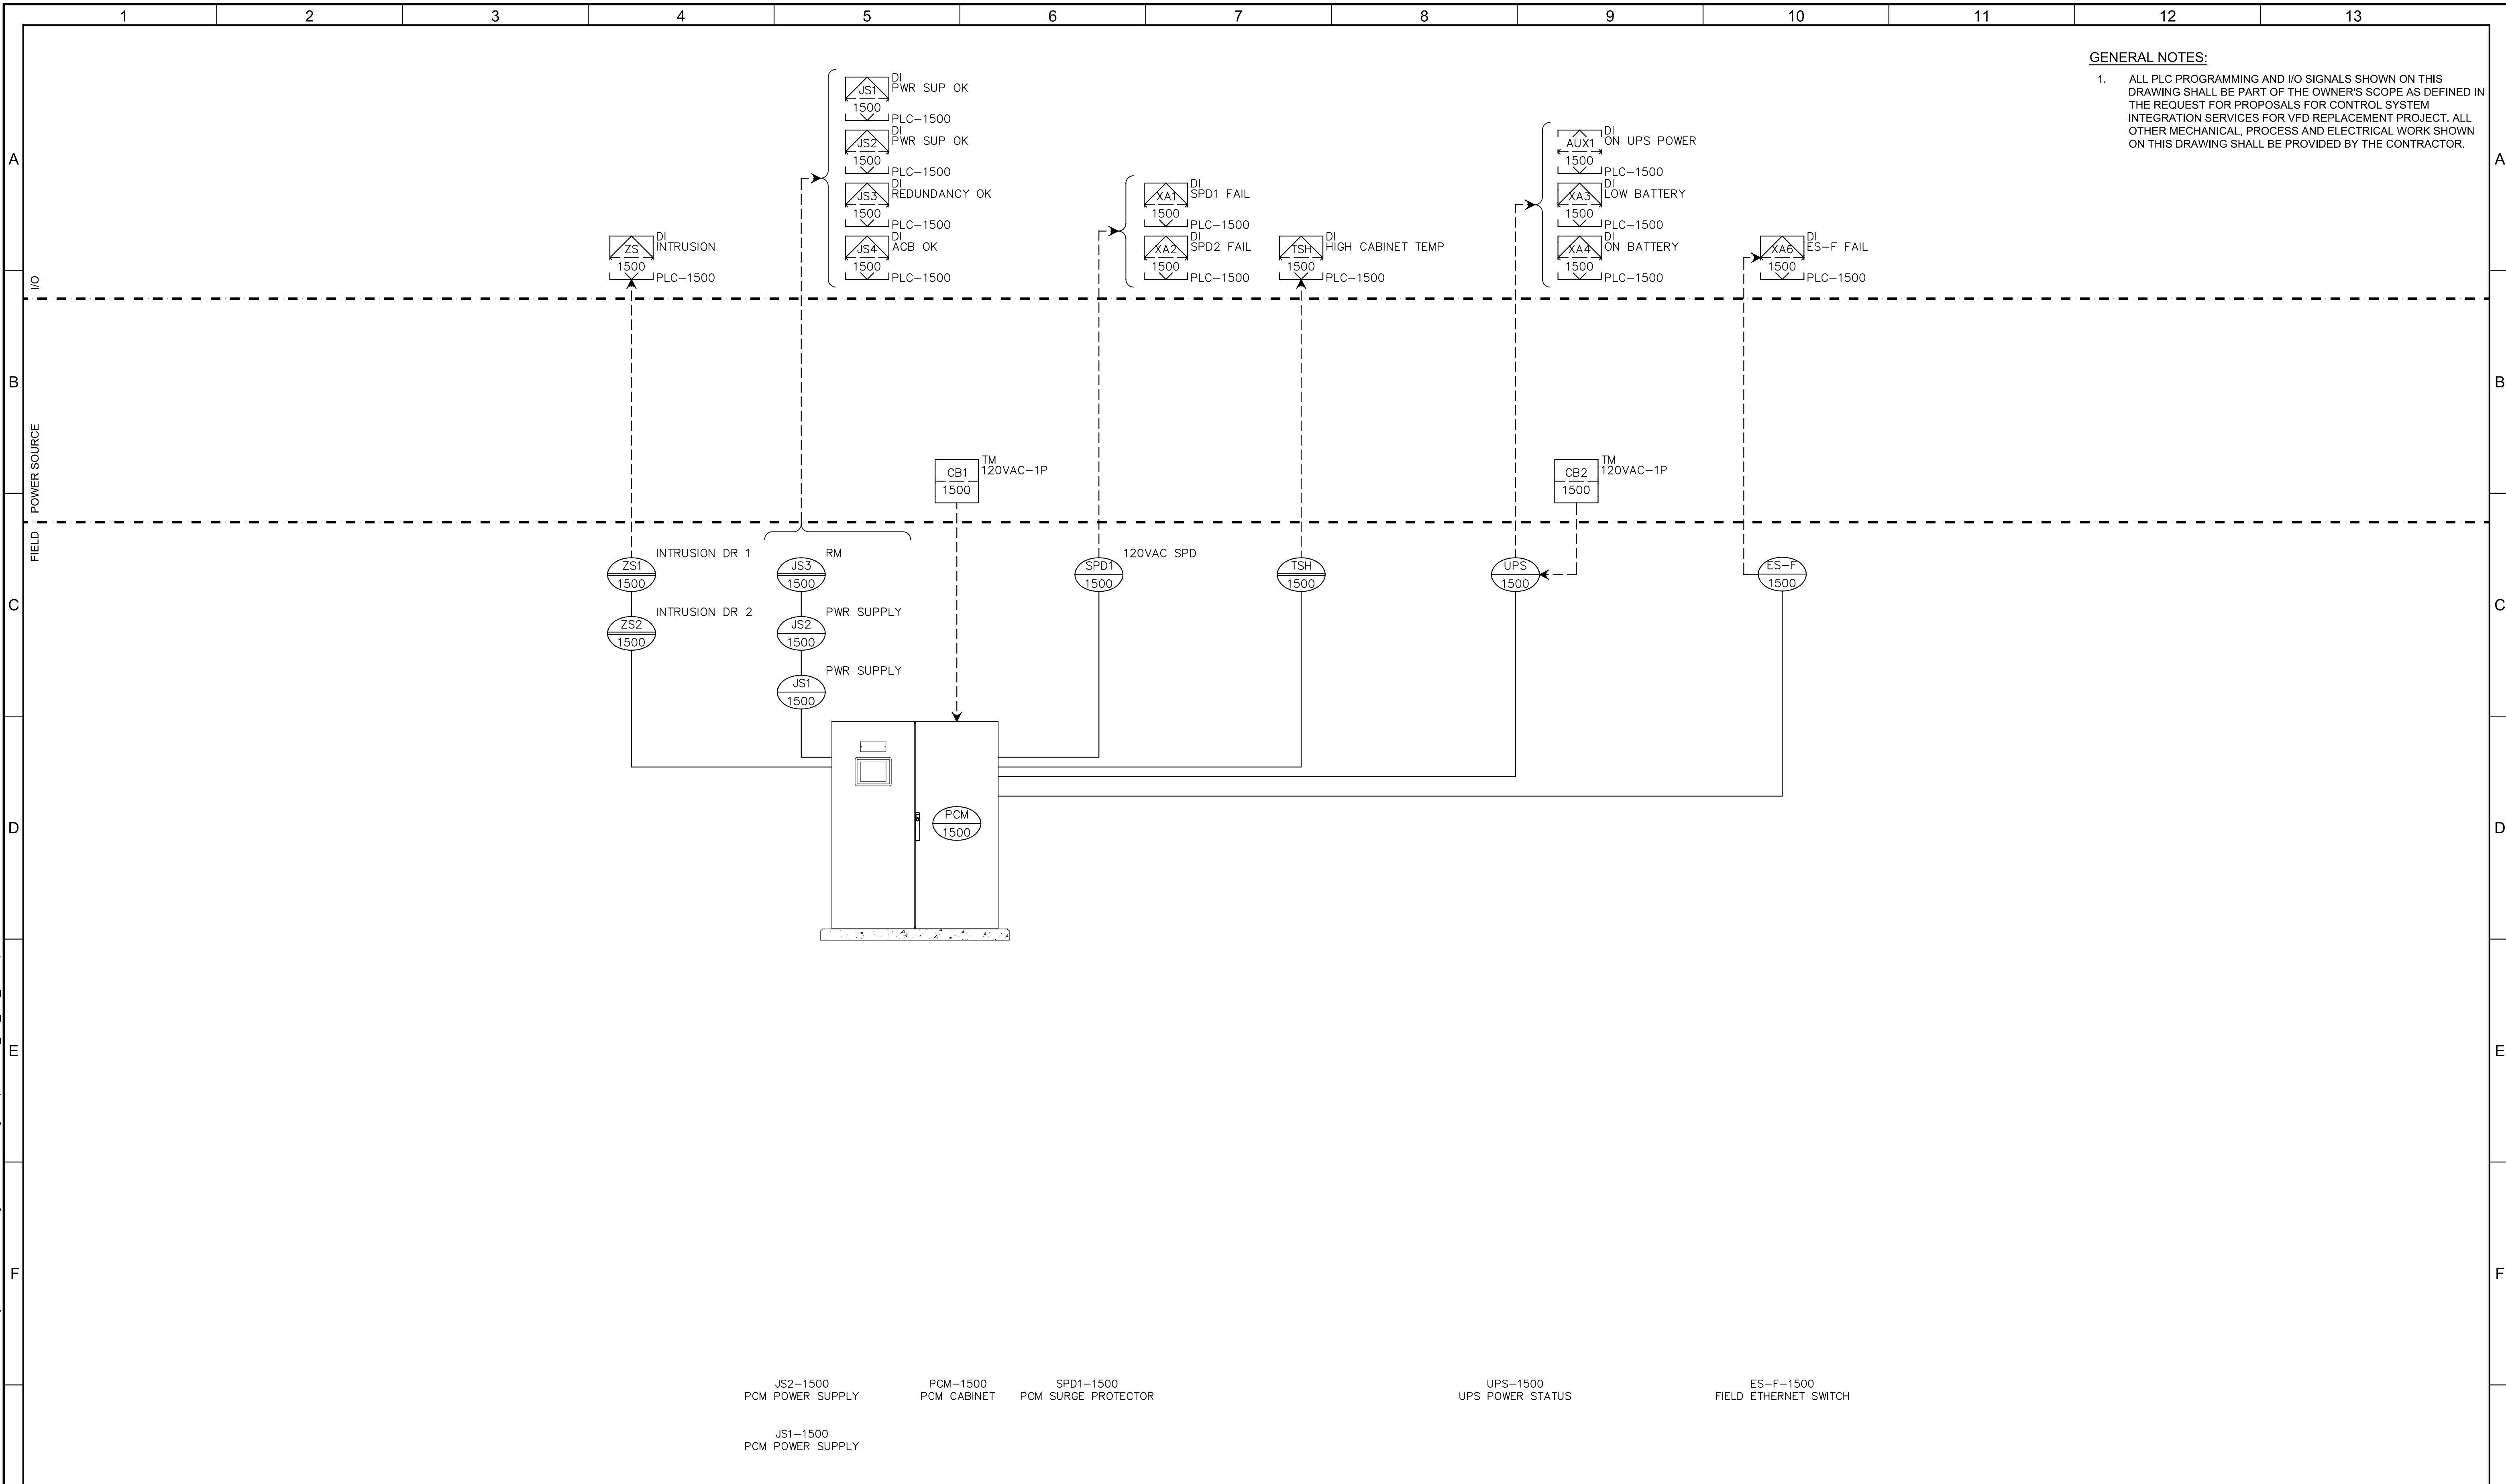 1 2 3 4 5 6 7 8 9 10 11 12 13
GENERAL NOTES:
1. ALL PLC PROGRAMMING AND I/O SIGNALS SHOWN ON THIS
DRAWING SHALL BE PART OF THE OWNER'S SCOPE AS DEFINED IN
THE REQUEST FOR PROPOSALS FOR CONTROL SYSTEM
INTEGRATION SERVICES FOR VFD REPLACEMENT PROJECT. ALL
OTHER MECHANICAL, PROCESS AND ELECTRICAL WORK SHOWN
ON THIS DRAWING SHALL BE PROVIDED BY THE CONTRACTOR.
A
A
DI
ZS INTRUSION
1500
PLC-1500
DI
JS1 PWR SUP OK
1500
PLC-1500
DI
JS2 PWR SUP OK
1500
PLC-1500
DI
JS3 REDUNDANCY OK
1500
PLC-1500
DI
JS4 ACB OK
1500
PLC-1500
DI
XA1 SPD1 FAIL
1500
PLC-1500
DI
XA2 SPD2 FAIL
1500
PLC-1500
DI
TSH HIGH CABINET TEMP
1500
PLC-1500
DI
AUX1 ON UPS POWER
1500
PLC-1500
DI
XA3 LOW BATTERY
1500
PLC-1500
DI
XA4 ON BATTERY
1500
PLC-1500
DI
XA6 ES-F FAIL
1500
PLC-1500
I/O
B
B
POWER SOURCE
TM
CB1 120VAC-1P
1500
TM
CB2 120VAC-1P
1500
FIELD
INTRUSION DR 1
ZS1
1500
INTRUSION DR 2
ZS2
1500
RM
JS3
1500
PWR SUPPLY
JS2
1500
PWR SUPPLY
JS1
1500
120VAC SPD
SPD1
1500
TSH
1500
UPS
1500
ES-F
1500
C
C
PCM
1500
D
D
E
E
F
F
JS2-1500
PCM POWER SUPPLY
PCM-1500
PCM CABINET
SPD1-1500
PCM SURGE PROTECTOR
UPS-1500
UPS POWER STATUS
ES-F-1500
FIELD ETHERNET SWITCH
JS1-1500
PCM POWER SUPPLY